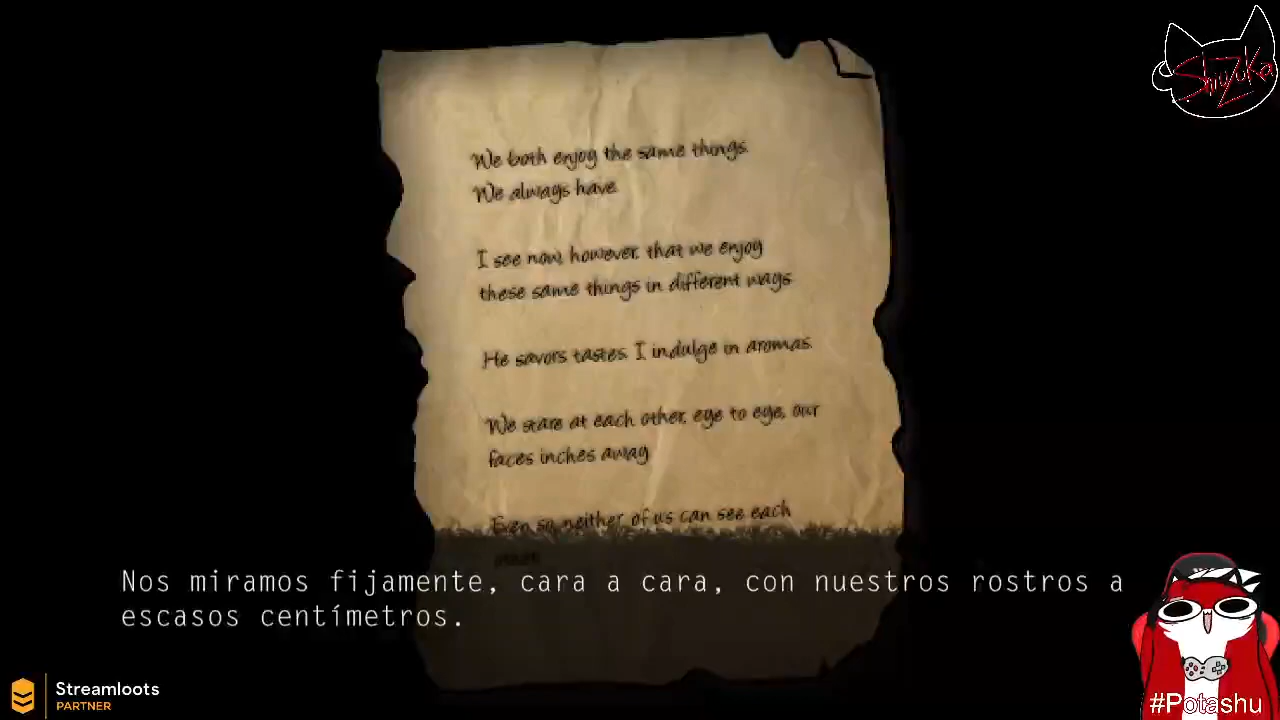 Shizuka
We both enjoy the same things.
We always have.
I see now, however, that we enjoy
these same things in different ways.
He savors tastes. I indulge in aromas.
We stare at each other, eye to eye, our
faces inches away.
Even so, neither of us can see each
Nos miramos fijamente, cara a cara, con nuestros rostros a
escasos centímetros.
Streamloots
PARTNER
#Potashu